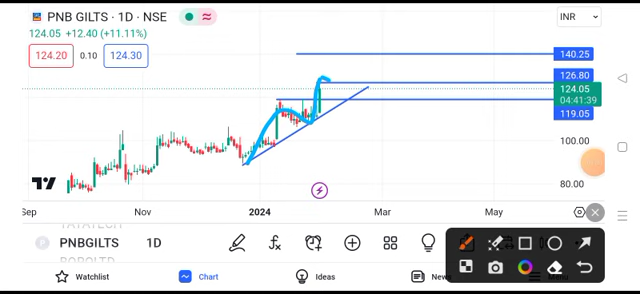 PNB GILTS · 1D · NSE
INR
124.05 +12.40 (+11.11%)
124.20 0.10 124.30
140.25
126.80
124.05
04:41:39
119.05
100.00
80.00
Sep Nov 2024 Mar May
TATATECH
PNBGILTS 1D
Watchlist Chart Ideas News